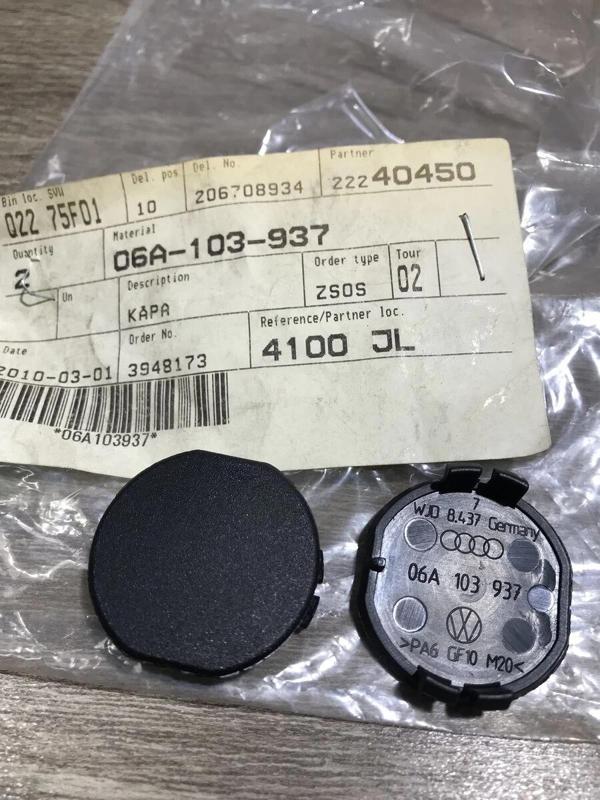 Bin loc. SVW
Q22 75F01
Del. pos
10
Del. No.
206708934
Partner
22240450
Quantity
2
Material
06A-103-937
Un
Description
KAPA
Order type
ZSOS
Tour
02
Date
2010-03-01
Order No.
3948173
Reference/Partner loc.
4100 JL
*06A103937*
7
WJD 8.437 Germany
06A 103 937
>PA6 GF10 M20<